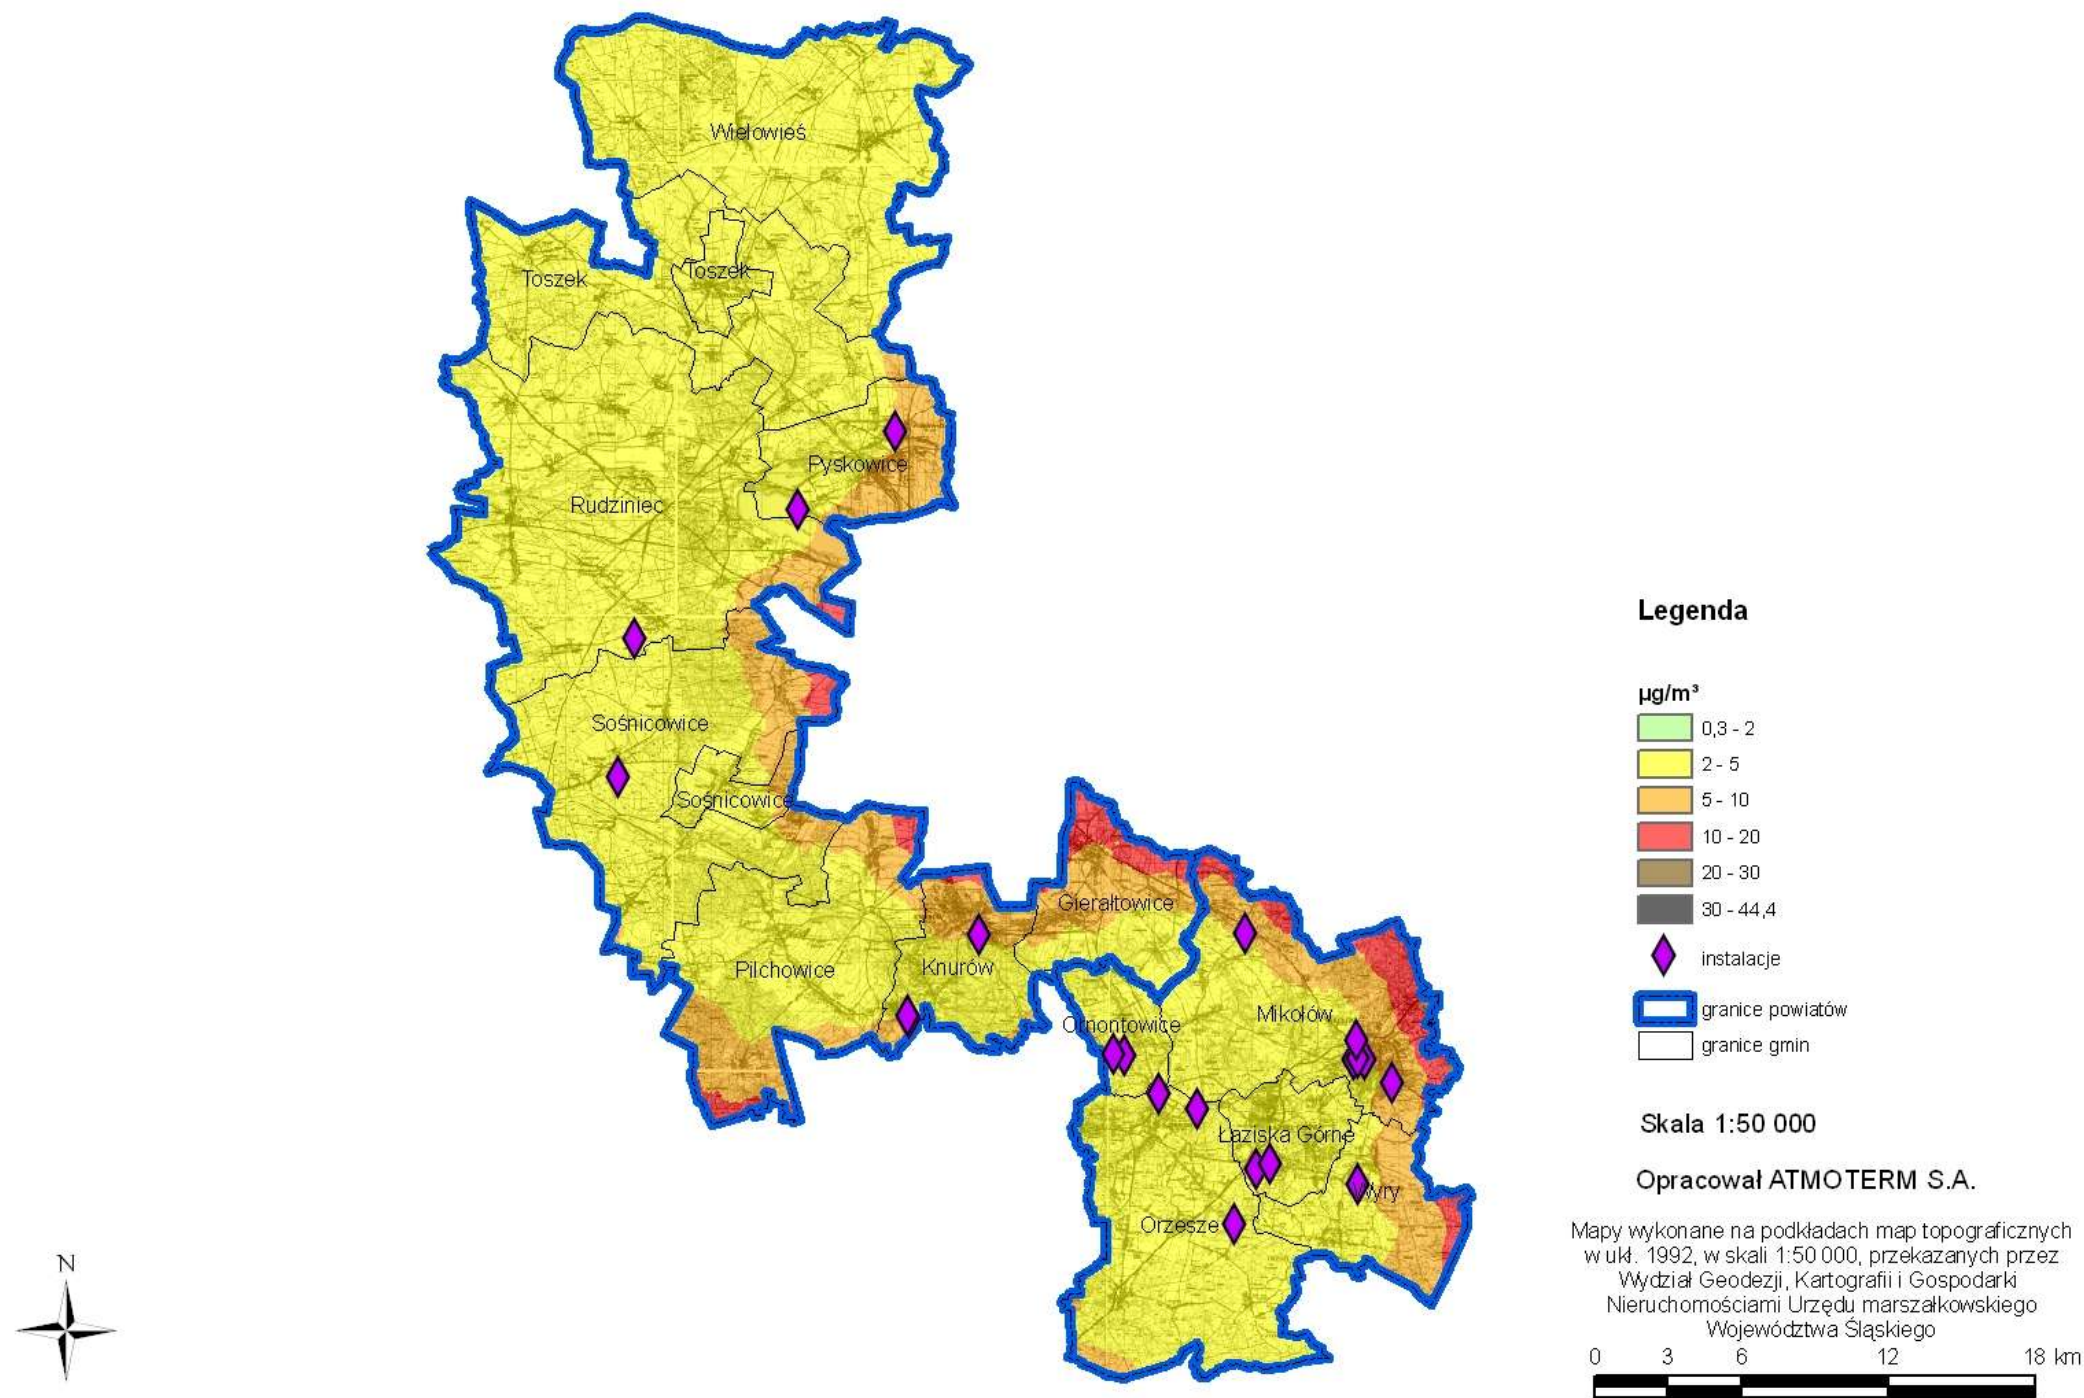 Wielowieś
Toszek
Toszek
Pyskowice
Rudziniec
Sośnicowice
Sośnicowice
Gierałtowice
Pilchowice
Knurów
Ornontowice
Mikołów
Łaziska Górne
Wyry
Orzesze
N
Legenda
µg/m³
0,3 - 2
2 - 5
5 - 10
10 - 20
20 - 30
30 - 44,4
instalacje
granice powiatów
granice gmin
Skala 1:50 000
Opracował ATMOTERM S.A.
Mapy wykonane na podkładach map topograficznych
w ukł. 1992, w skali 1:50 000, przekazanych przez
Wydział Geodezji, Kartografii i Gospodarki
Nieruchomościami Urzędu marszałkowskiego
Województwa Śląskiego
0 3 6 12 18 km